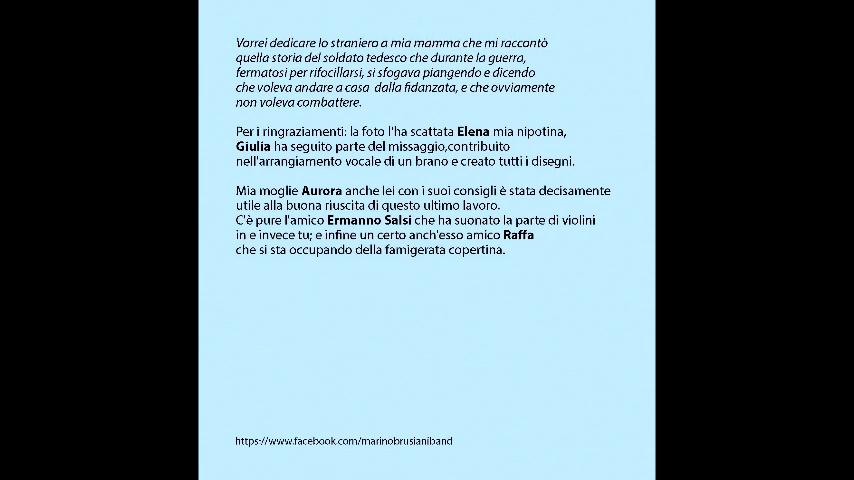 Vorrei dedicare lo straniero a mia mamma che mi raccontò
quella storia del soldato tedesco che durante la guerra,
fermatosi per rifocillarsi, si sfogava piangendo e dicendo
che voleva andare a casa dalla fidanzata, e che ovviamente
non voleva combattere.
Per i ringraziamenti: la foto l'ha scattata Elena mia nipotina,
Giulia ha seguito parte del missaggio,contribuito
nell'arrangiamento vocale di un brano e creato tutti i disegni.
Mia moglie Aurora anche lei con i suoi consigli è stata decisamente
utile alla buona riuscita di questo ultimo lavoro.
C'è pure l'amico Ermanno Salsi che ha suonato la parte di violini
in e invece tu; e infine un certo anch'esso amico Raffa
che si sta occupando della famigerata copertina.
https://www.facebook.com/marinobrusianiband